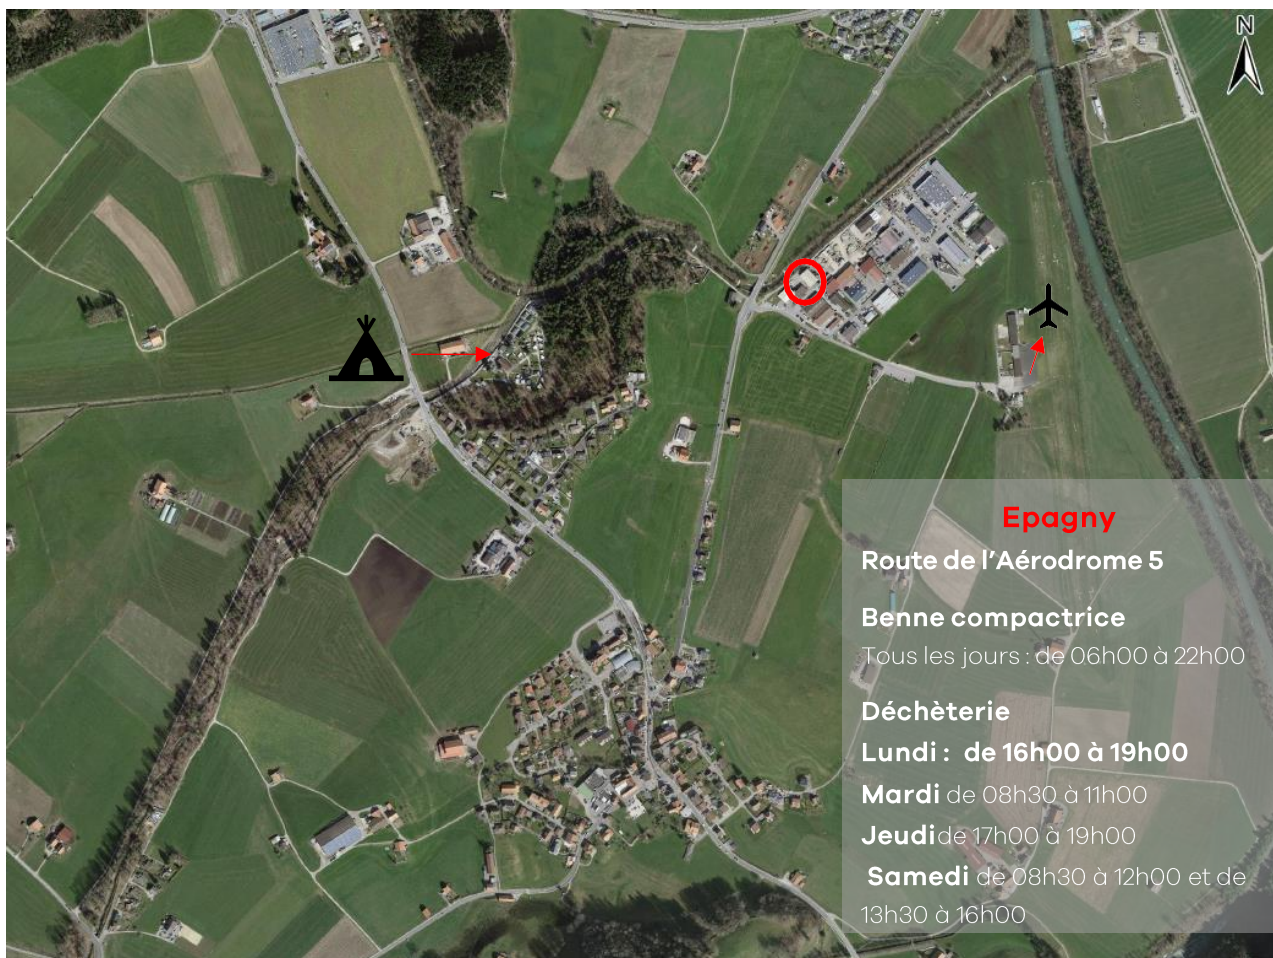 N
Epagny
Route de l'Aérodrome 5
Benne compactrice
Tous les jours : de 06h00 à 22h00
Déchèterie
Lundi : de 16h00 à 19h00
Mardi de 08h30 à 11h00
Jeudi de 17h00 à 19h00
Samedi de 08h30 à 12h00 et de
13h30 à 16h00